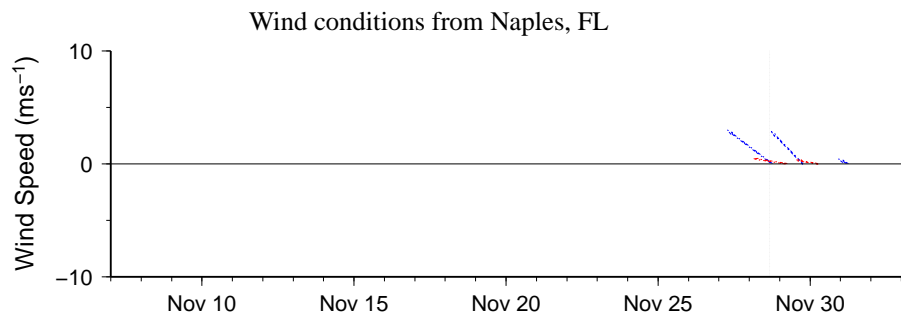 Wind conditions from Naples, FL
Wind Speed (ms⁻¹)
10
0
−10
Nov 10 Nov 15 Nov 20 Nov 25 Nov 30